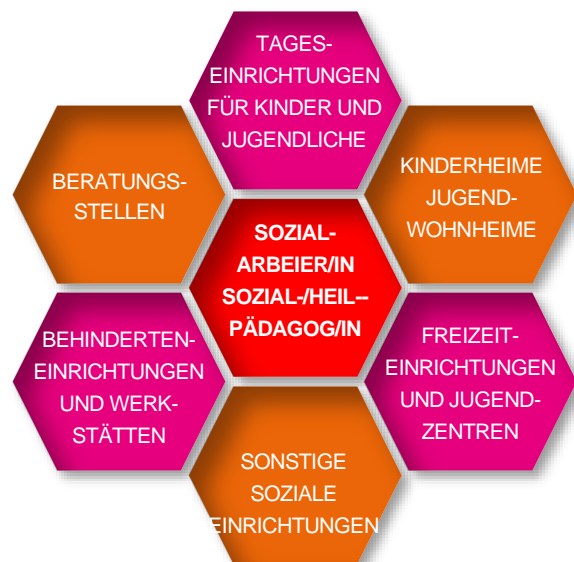 TAGES-
EINRICHTUNGEN
FÜR KINDER UND
JUGENDLICHE
BERATUNGS-
STELLEN
KINDERHEIME
JUGEND-
WOHNHEIME
SOZIAL-
ARBEIER/IN
SOZIAL-/HEIL--
PÄDAGOG/IN
BEHINDERTEN-
EINRICHTUNGEN
UND WERK-
STÄTTEN
FREIZEIT-
EINRICHTUNGEN
UND JUGEND-
ZENTREN
SONSTIGE
SOZIALE
EINRICHTUNGEN